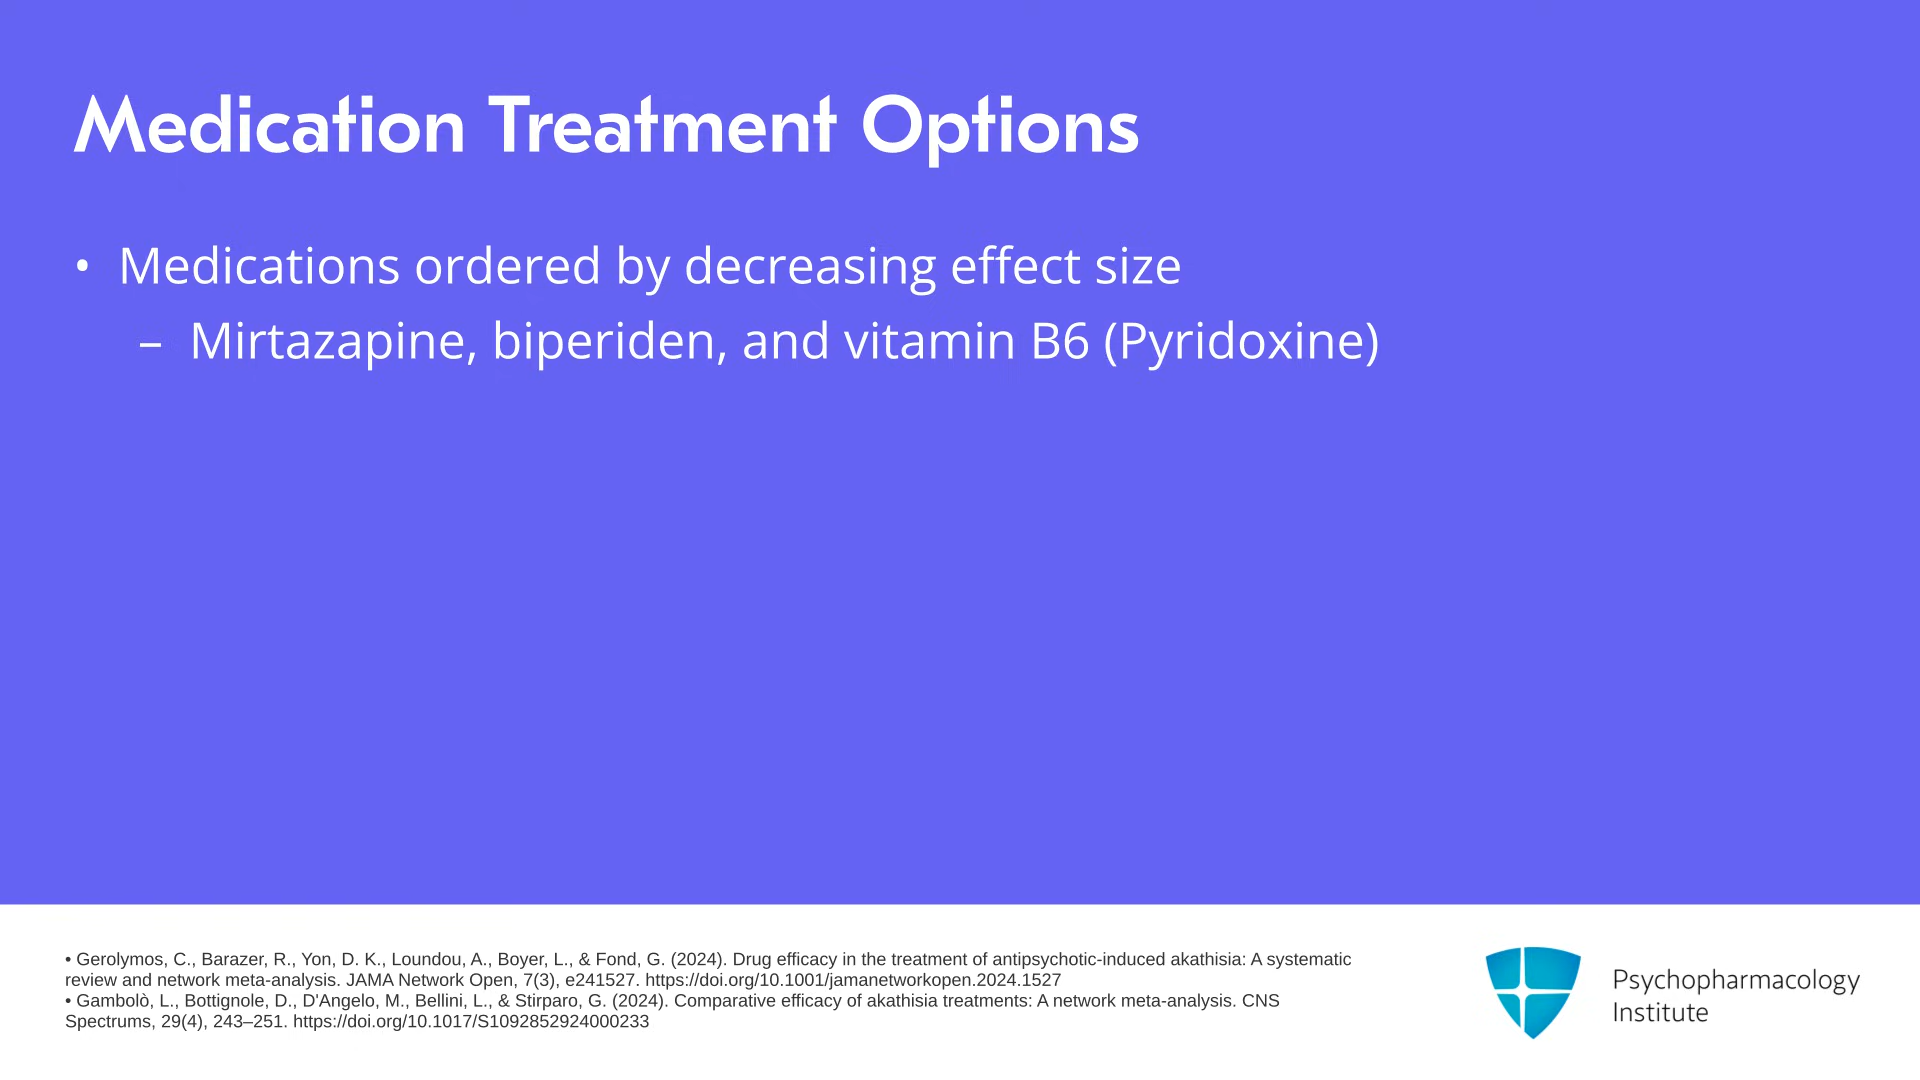 Medication Treatment Options
• Medications ordered by decreasing effect size
– Mirtazapine, biperiden, and vitamin B6 (Pyridoxine)
• Gerolymos, C., Barazer, R., Yon, D. K., Loundou, A., Boyer, L., & Fond, G. (2024). Drug efficacy in the treatment of antipsychotic-induced akathisia: A systematic
review and network meta-analysis. JAMA Network Open, 7(3), e241527. https://doi.org/10.1001/jamanetworkopen.2024.1527
• Gambolò, L., Bottignole, D., D'Angelo, M., Bellini, L., & Stirparo, G. (2024). Comparative efficacy of akathisia treatments: A network meta-analysis. CNS
Spectrums, 29(4), 243–251. https://doi.org/10.1017/S1092852924000233
Psychopharmacology
Institute